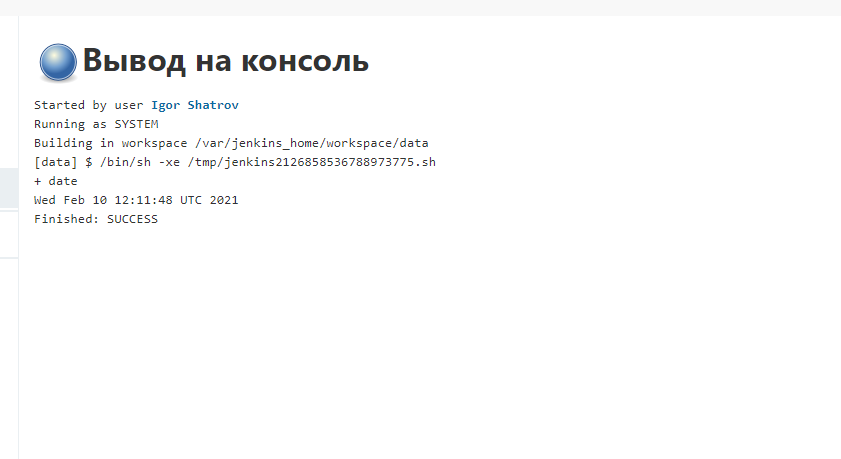 Вывод на консоль
Started by user Igor Shatrov
Running as SYSTEM
Building in workspace /var/jenkins_home/workspace/data
[data] $ /bin/sh -xe /tmp/jenkins2126858536788973775.sh
+ date
Wed Feb 10 12:11:48 UTC 2021
Finished: SUCCESS